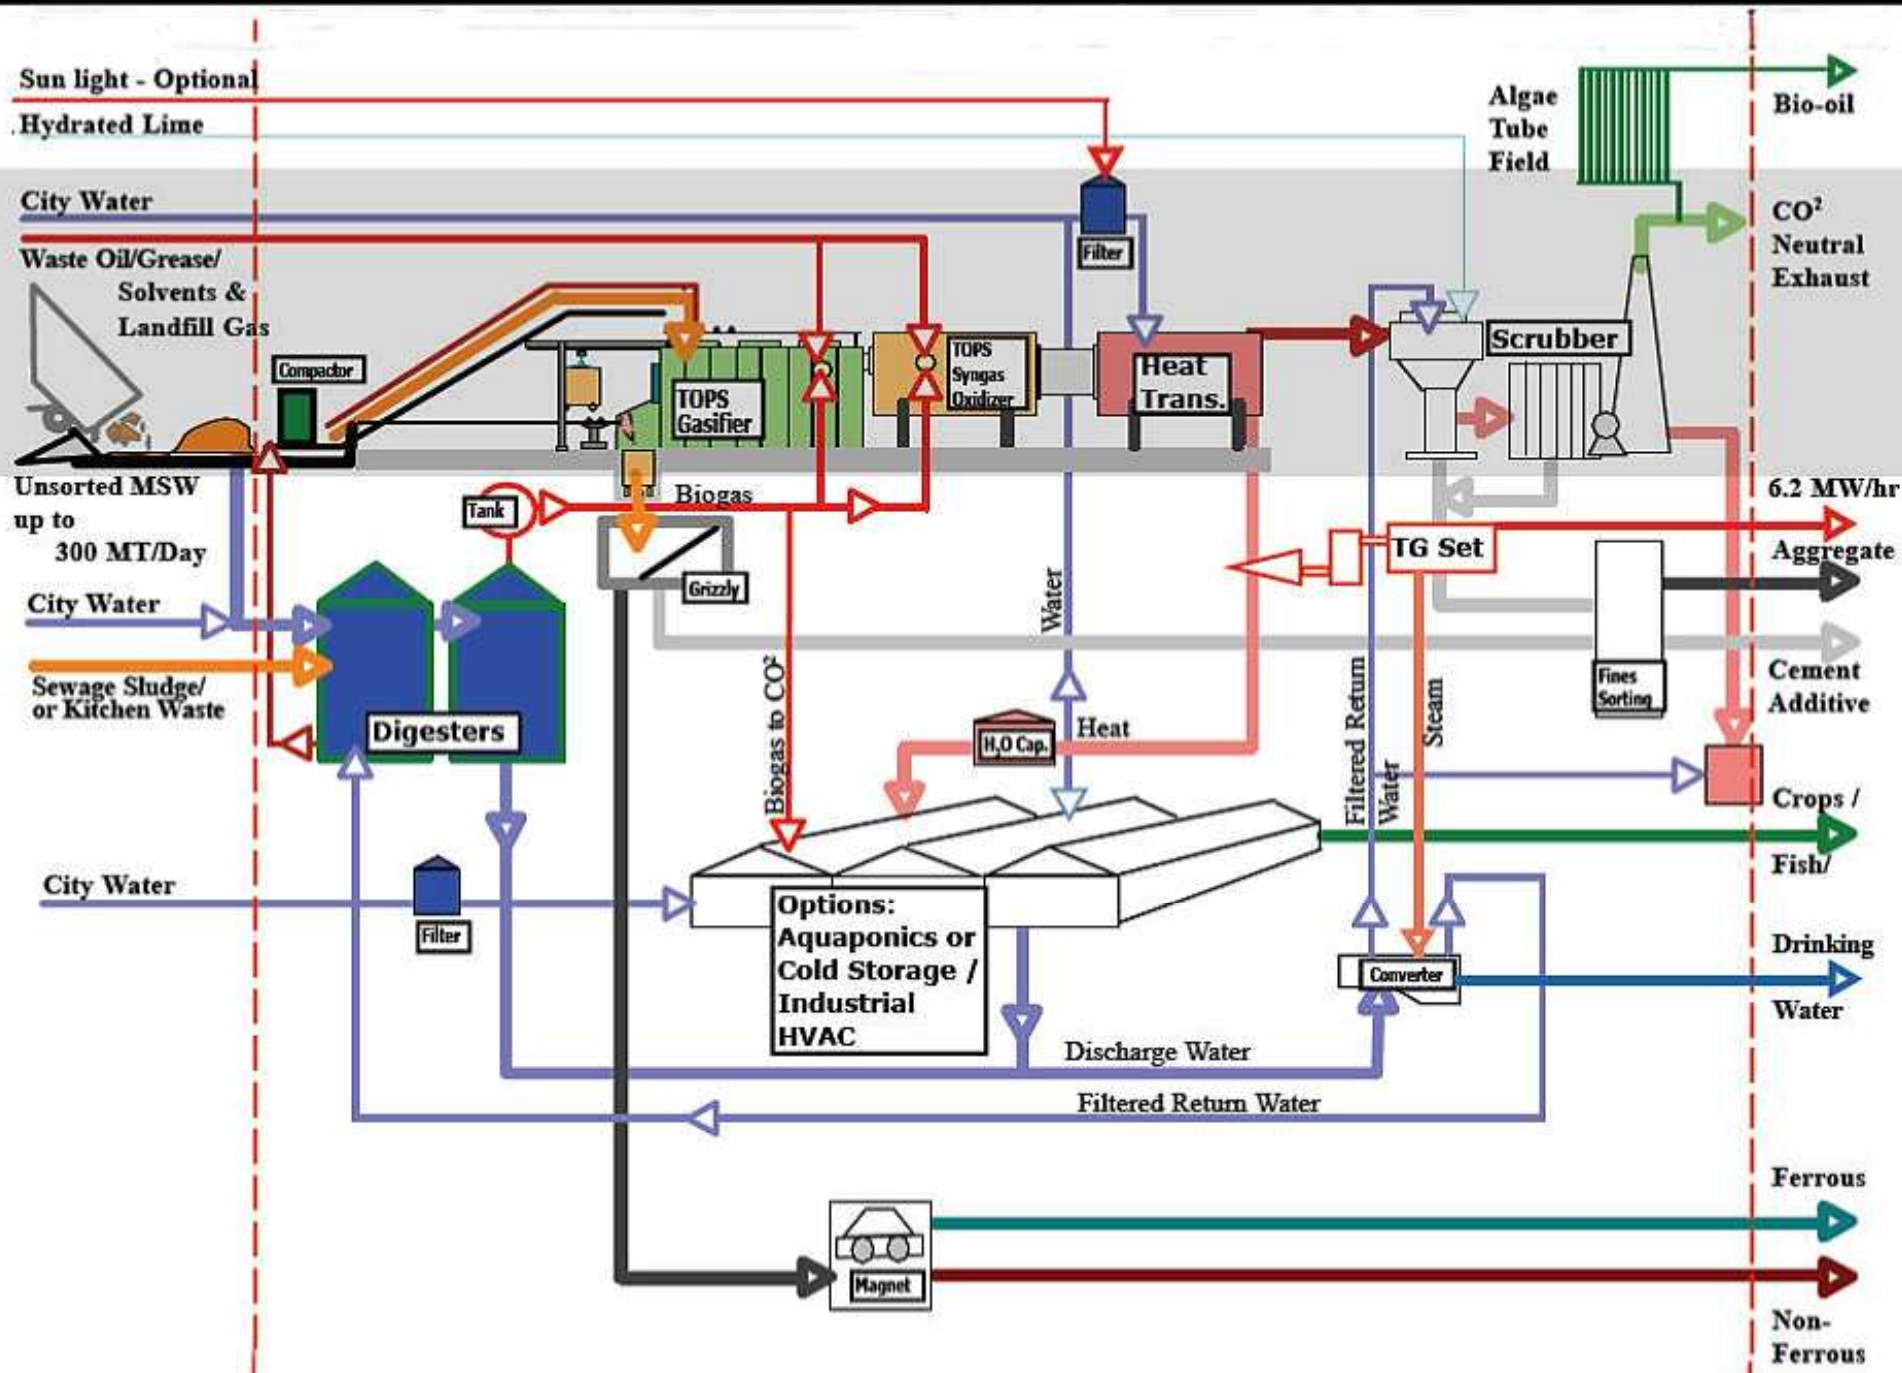 Sun light - Optional
Hydrated Lime
City Water
Waste Oil/Grease/
Solvents &
Landfill Gas
Compactor
Unsorted MSW
up to
300 MT/Day
City Water
Sewage Sludge/
or Kitchen Waste
Digesters
Tank
Biogas
Grizzly
TOPS
Gasifier
TOPS
Syngas
Oxidizer
Filter
Heat
Trans.
Scrubber
Algae
Tube
Field
Bio-oil
CO²
Neutral
Exhaust
6.2 MW/hr
TG Set
Aggregate
Fines
Sorting
Cement
Additive
Water
Heat
H₂O Cap.
Biogas to CO²
Filtered Return
Water
Steam
Crops /
Fish/
City Water
Filter
Options:
Aquaponics or
Cold Storage /
Industrial
HVAC
Converter
Drinking
Water
Discharge Water
Filtered Return Water
Magnet
Ferrous
Non-
Ferrous